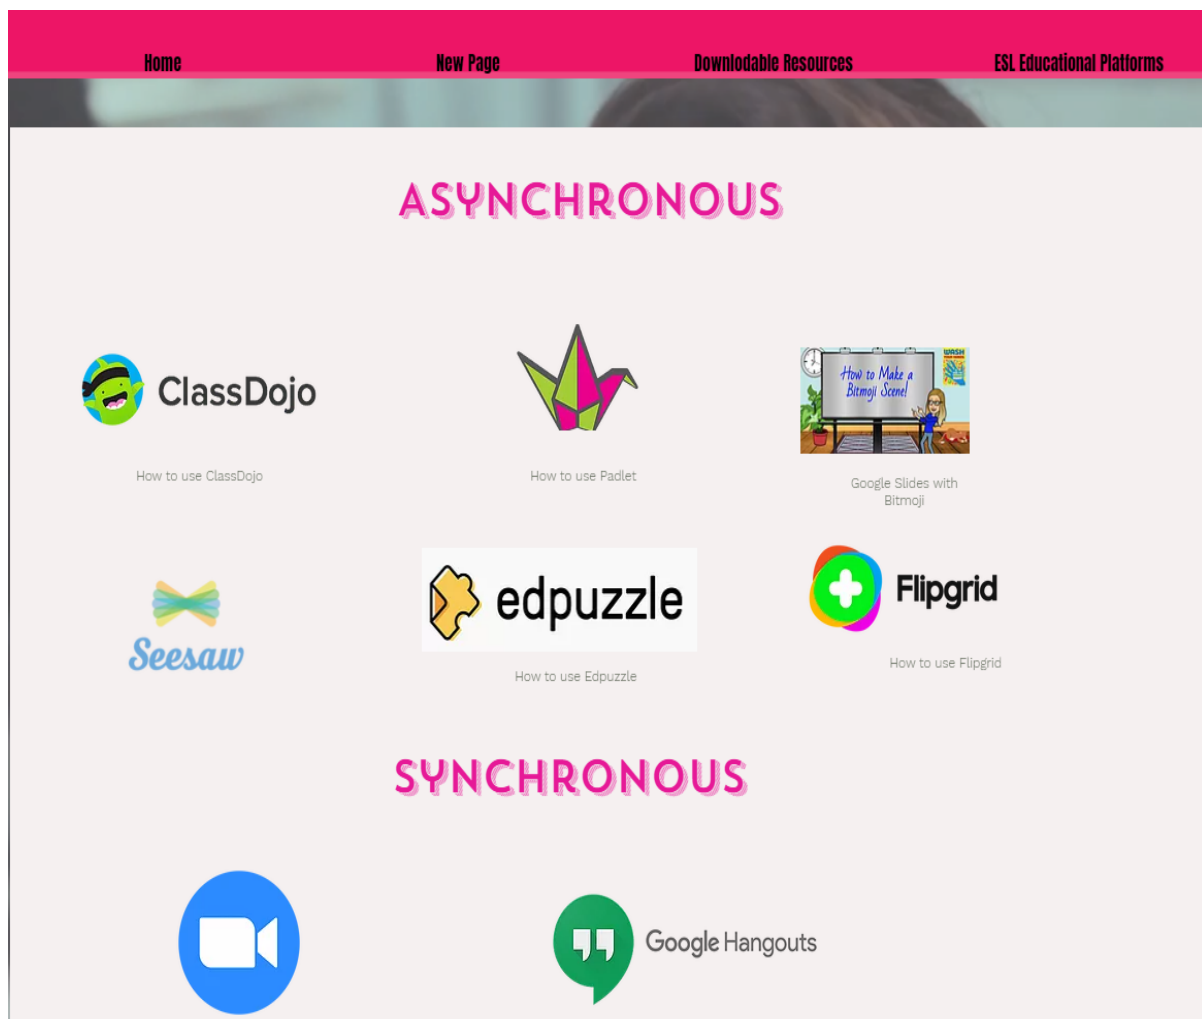 Home New Page Downlodable Resources ESL Educational Platforms
ASYNCHRONOUS
ClassDojo
How to use ClassDojo
How to use Padlet
How to Make a
Bitmoji Scene!
WASH
Google Slides with
Bitmoji
Seesaw
edpuzzle
How to use Edpuzzle
Flipgrid
How to use Flipgrid
SYNCHRONOUS
Google Hangouts